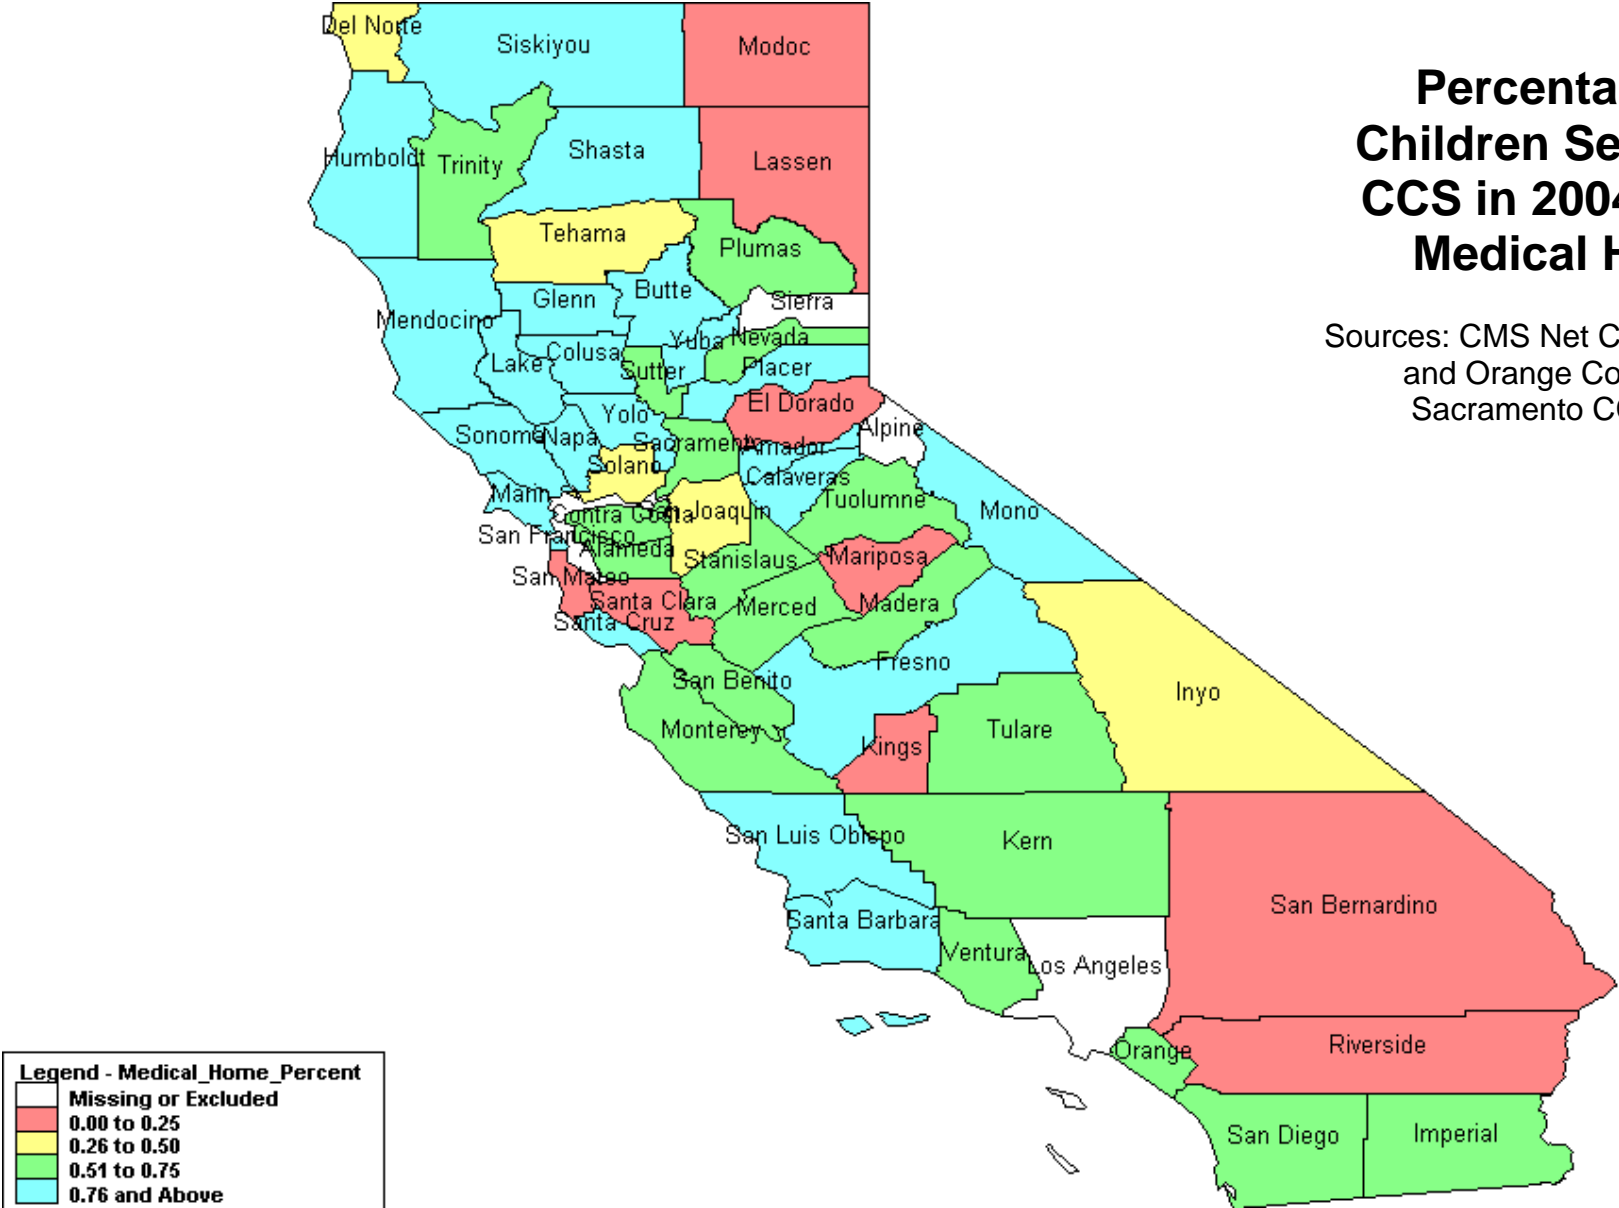 Del Norte
Siskiyou
Modoc
Percenta
Children Se
CCS in 2004
Medical H
Sources: CMS Net C
and Orange Co
Sacramento CC
Humboldt
Trinity
Shasta
Lassen
Tehama
Plumas
Glenn
Butte
Sierra
Mendocino
Lake
Colusa
Yuba
Nevada
Sutter
Placer
Yolo
El Dorado
Sonoma
Napa
Sacramento
Amador
Alpine
Solano
Calaveras
Marin
Contra Costa
San Joaquin
Tuolumne
Mono
San Francisco
Alameda
Stanislaus
Mariposa
San Mateo
Santa Clara
Merced
Madera
Santa Cruz
Fresno
San Benito
Inyo
Monterey
Kings
Tulare
San Luis Obispo
Kern
Santa Barbara
San Bernardino
Ventura
Los Angeles
Orange
Riverside
San Diego
Imperial
Legend - Medical_Home_Percent
Missing or Excluded
0.00 to 0.25
0.26 to 0.50
0.51 to 0.75
0.76 and Above